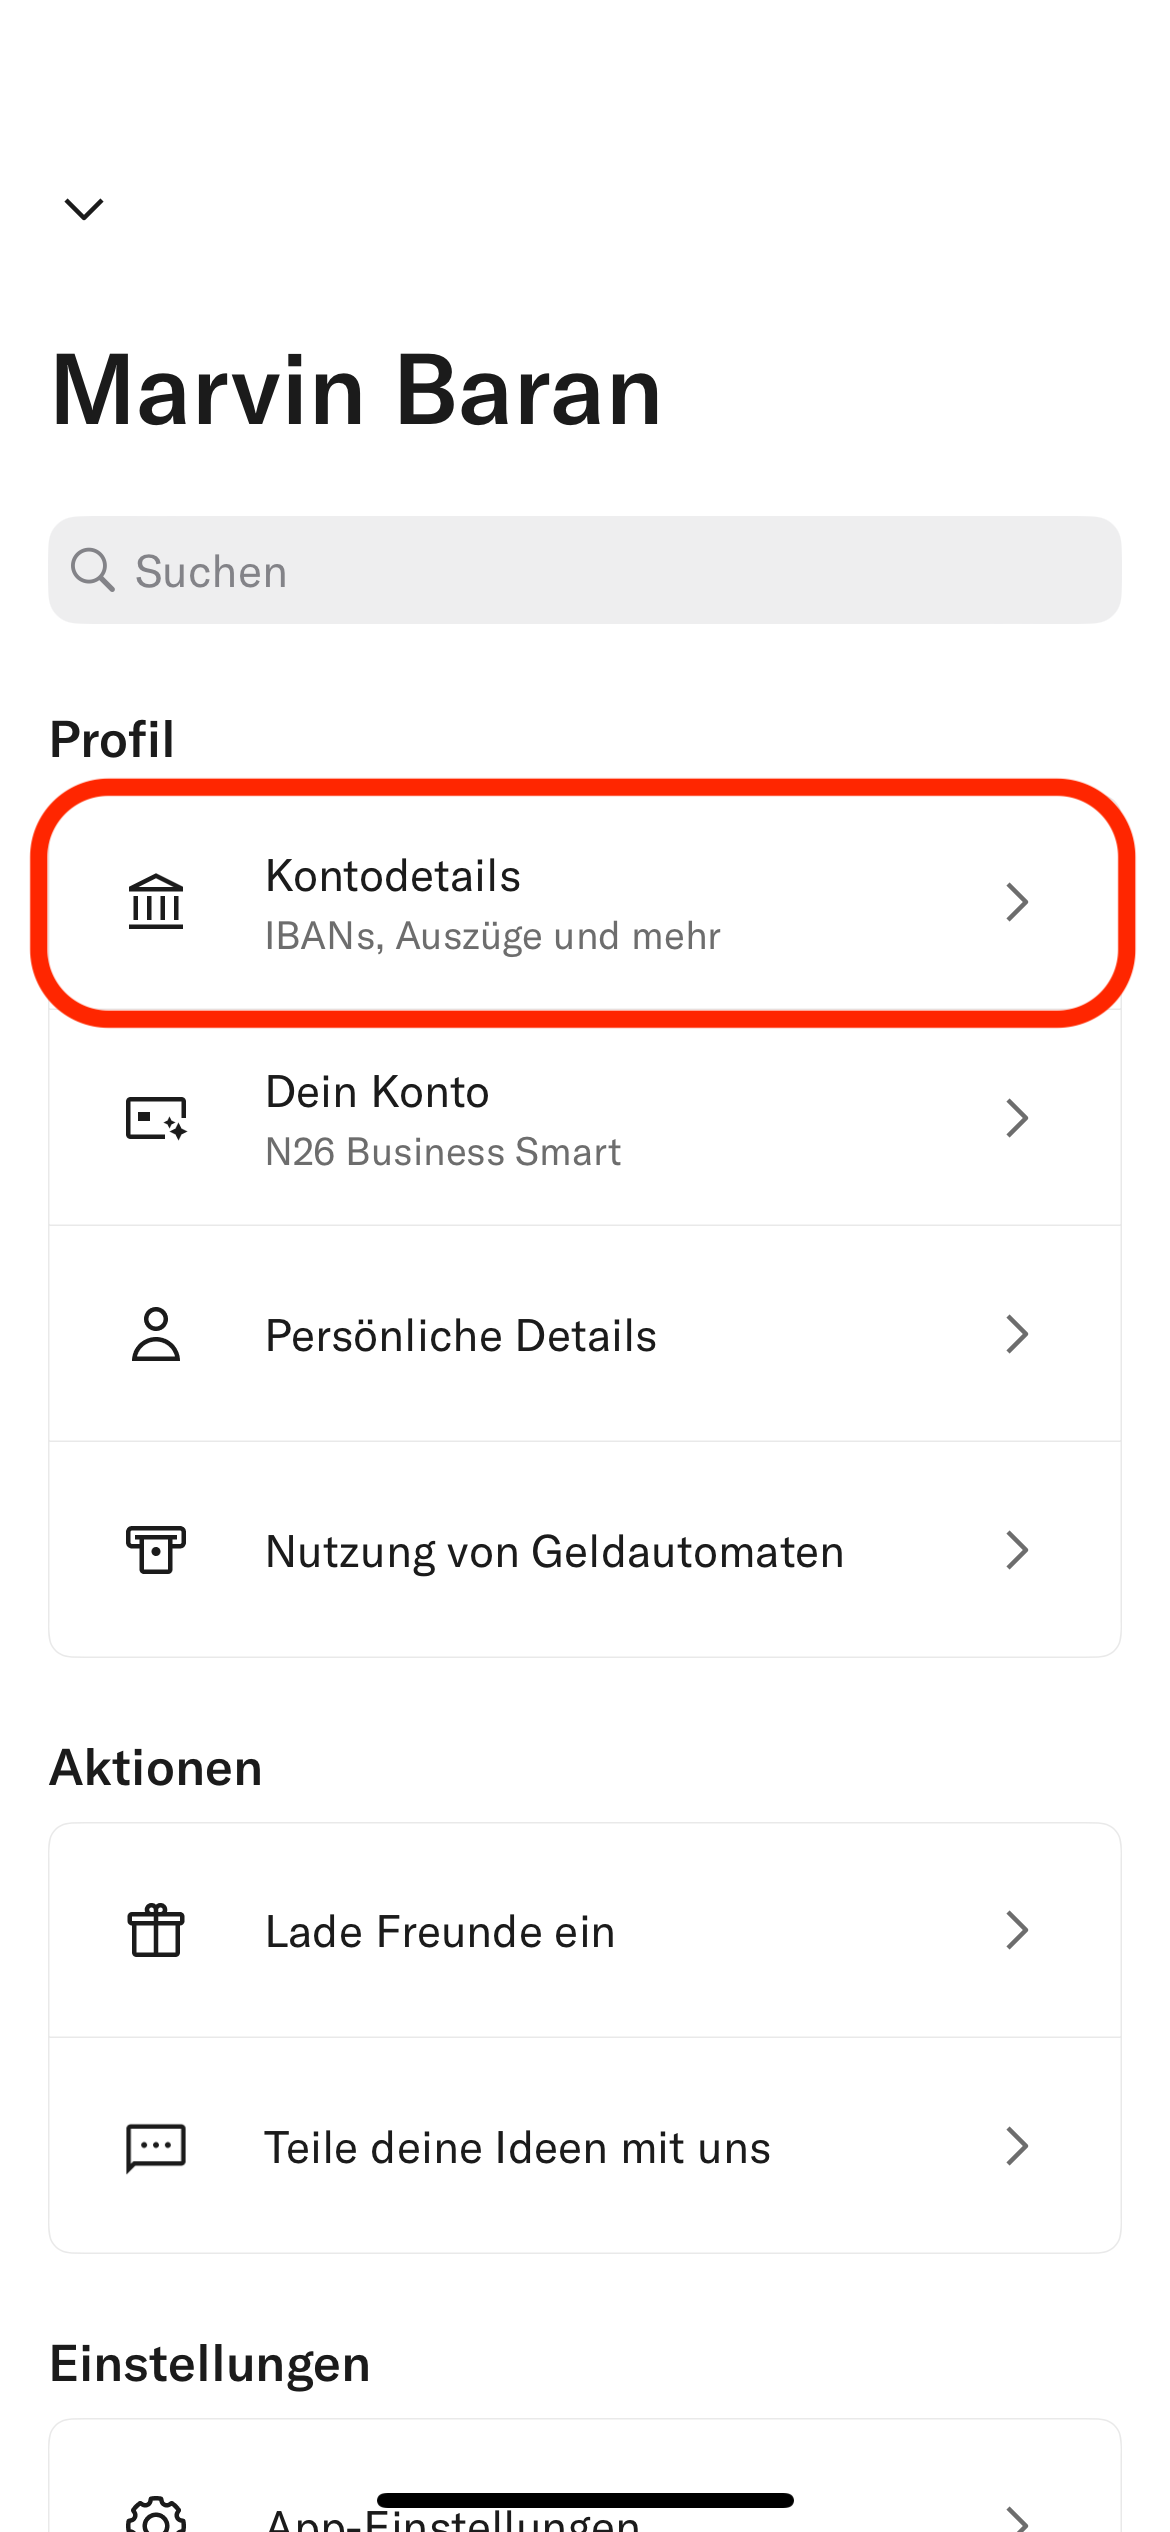 Marvin Baran
Suchen
Profil
Kontodetails
IBANs, Auszüge und mehr
Dein Konto
N26 Business Smart
Persönliche Details
Nutzung von Geldautomaten
Aktionen
Lade Freunde ein
Teile deine Ideen mit uns
Einstellungen
App-Einstellungen